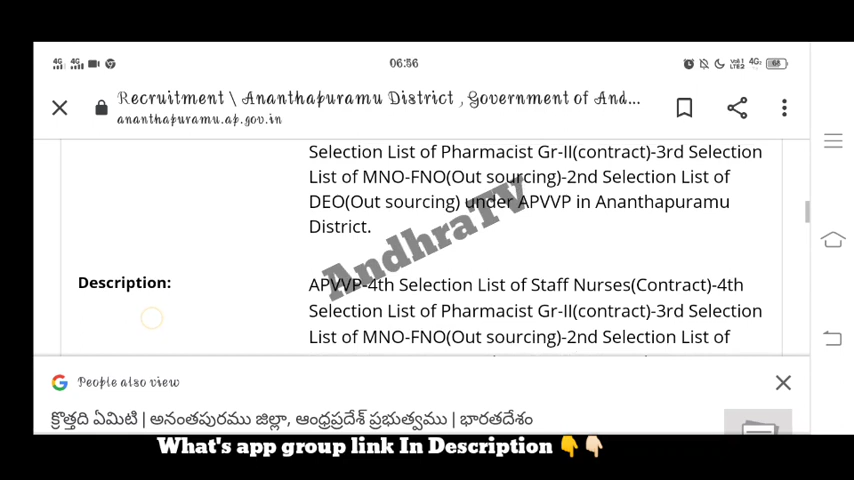 06:56
Recruitment \ Ananthapuramu District ,Government of And...
ananthapuramu.ap.gov.in
Selection List of Pharmacist Gr-II(contract)-3rd Selection
List of MNO-FNO(Out sourcing)-2nd Selection List of
DEO(Out sourcing) under APVVP in Ananthapuramu
District.
AndhraTV
Description:
APVVP-4th Selection List of Staff Nurses(Contract)-4th
Selection List of Pharmacist Gr-II(contract)-3rd Selection
List of MNO-FNO(Out sourcing)-2nd Selection List of
People also view
క్రొత్తది ఏమిటి | అనంతపురము జిల్లా, ఆంధ్రప్రదేశ్ ప్రభుత్వము | భారతదేశం
What's app group link In Description 👇👇🏻